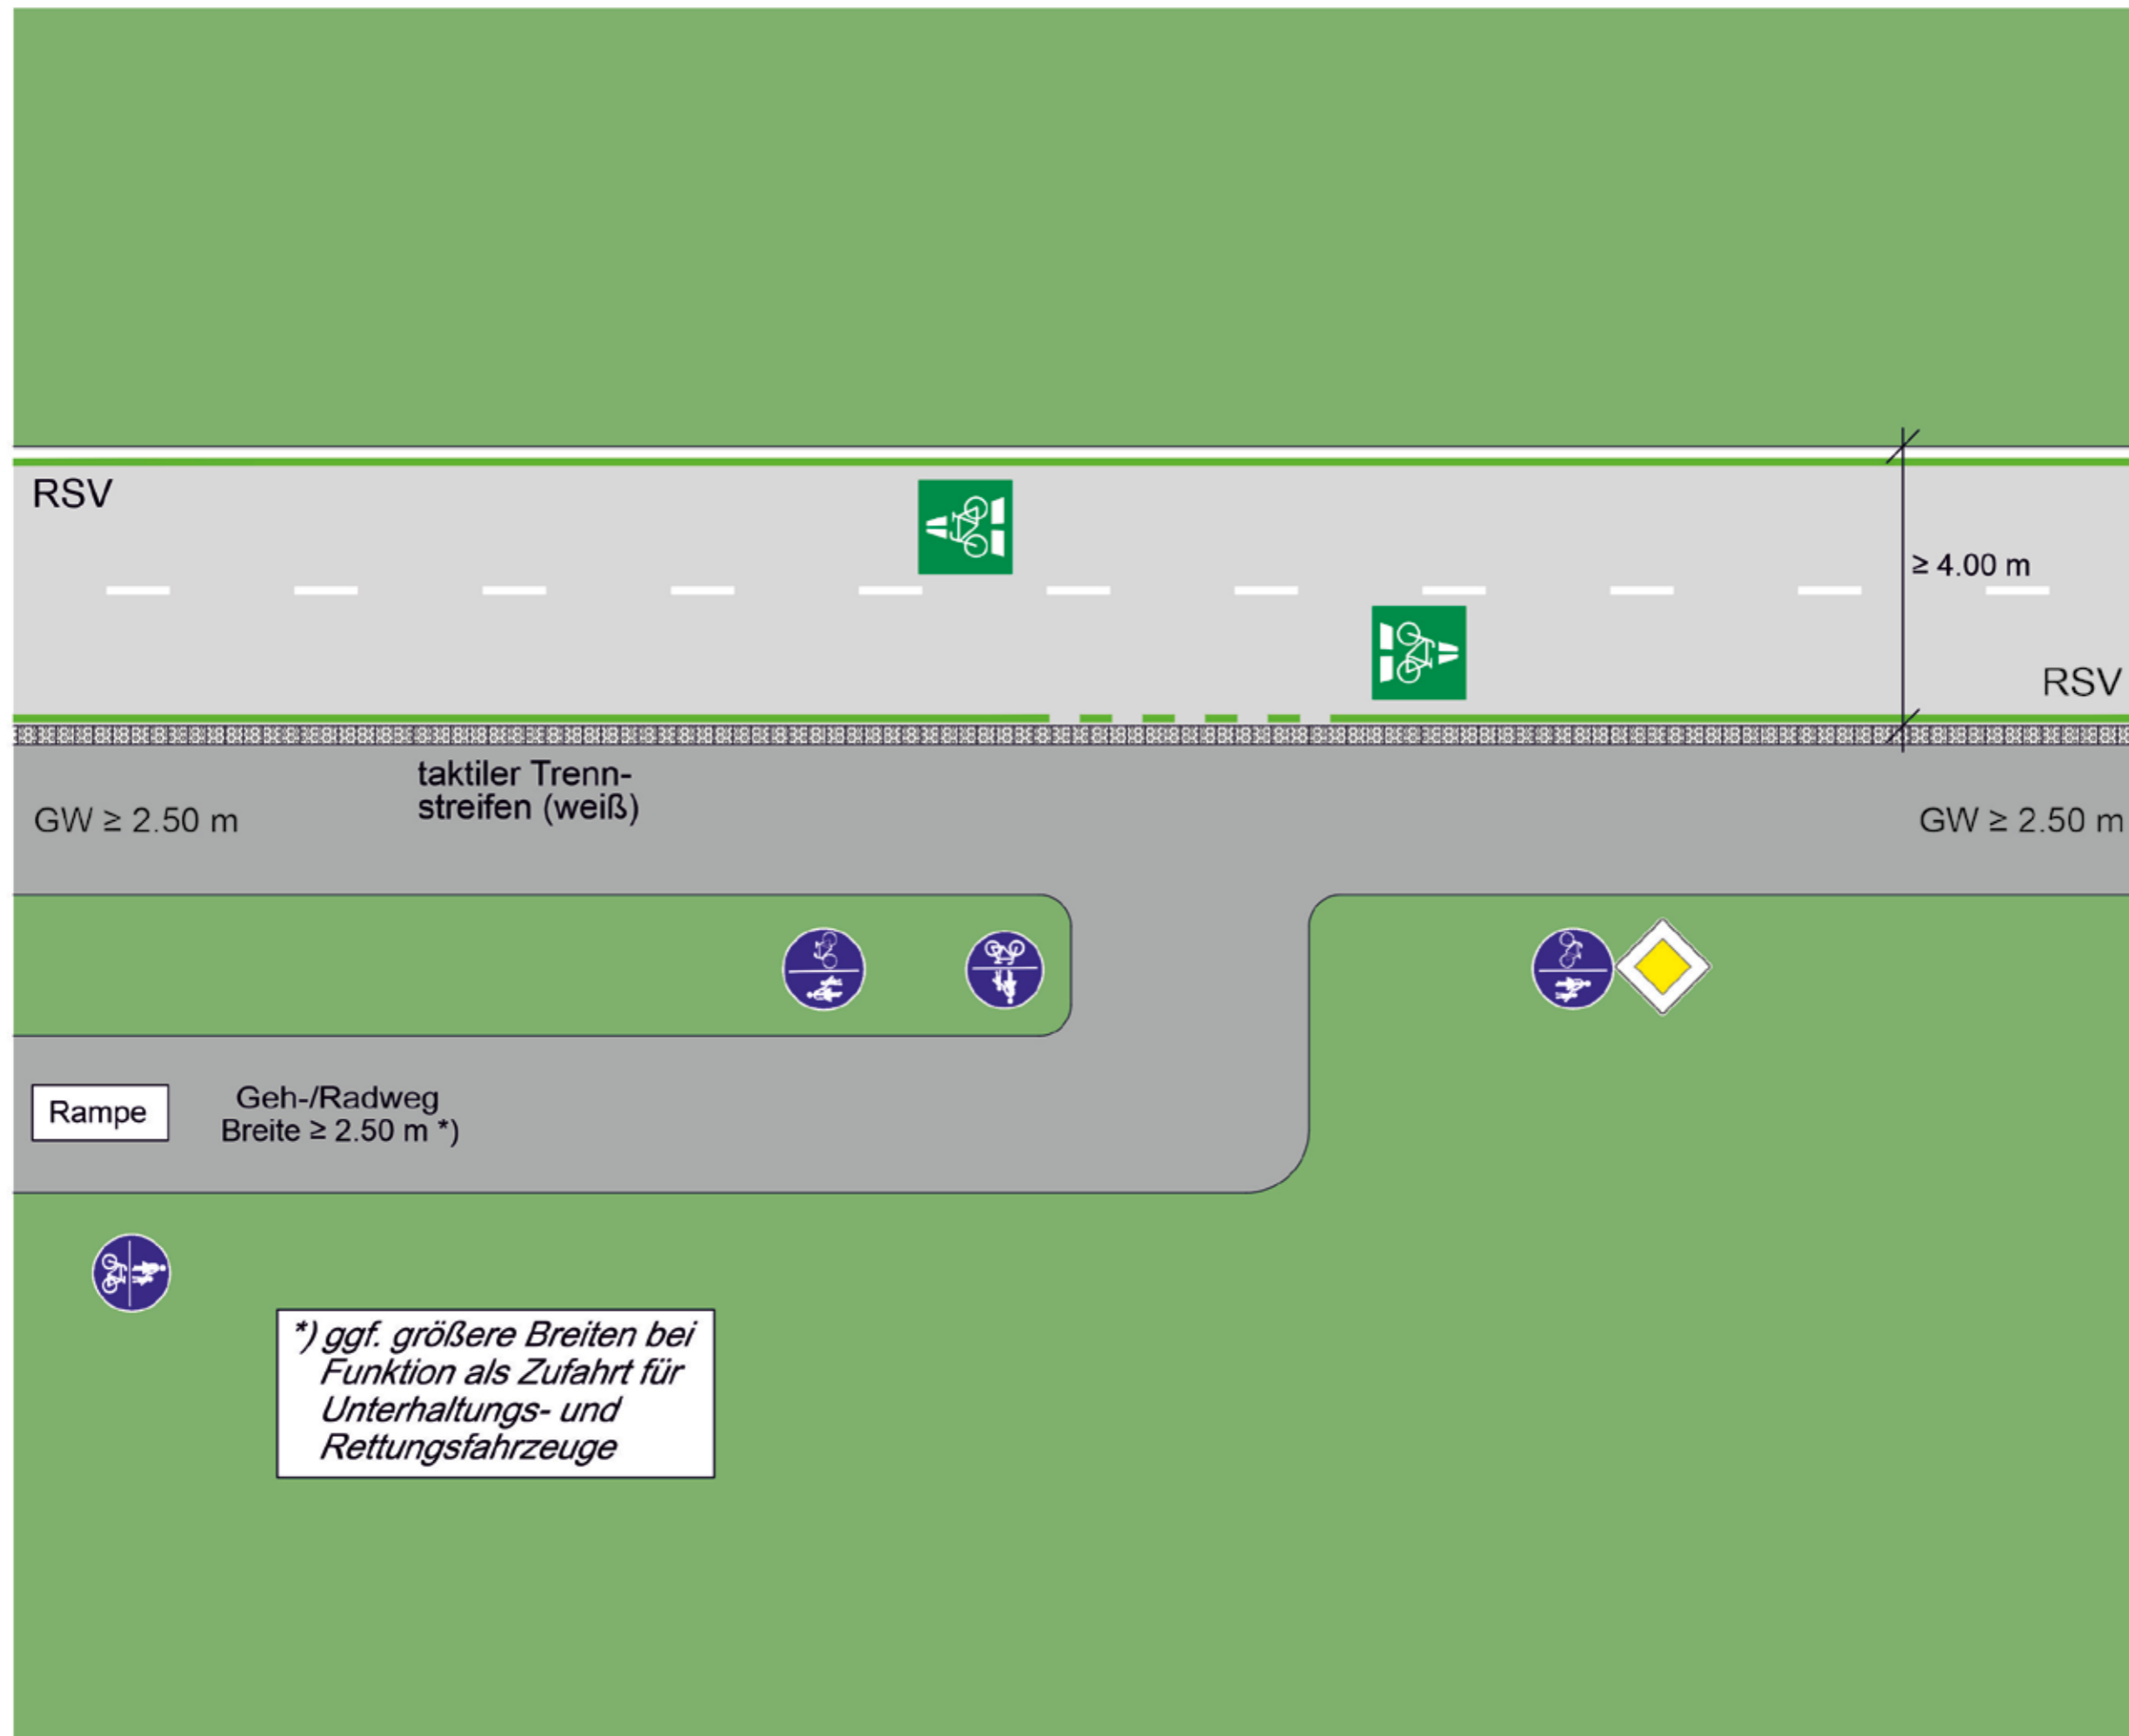 RSV
≥ 4.00 m
RSV
taktiler Trenn-
streifen (weiß)
GW ≥ 2.50 m
GW ≥ 2.50 m
Rampe
Geh-/Radweg
Breite ≥ 2.50 m *)
*) ggf. größere Breiten bei
Funktion als Zufahrt für
Unterhaltungs- und
Rettungsfahrzeuge